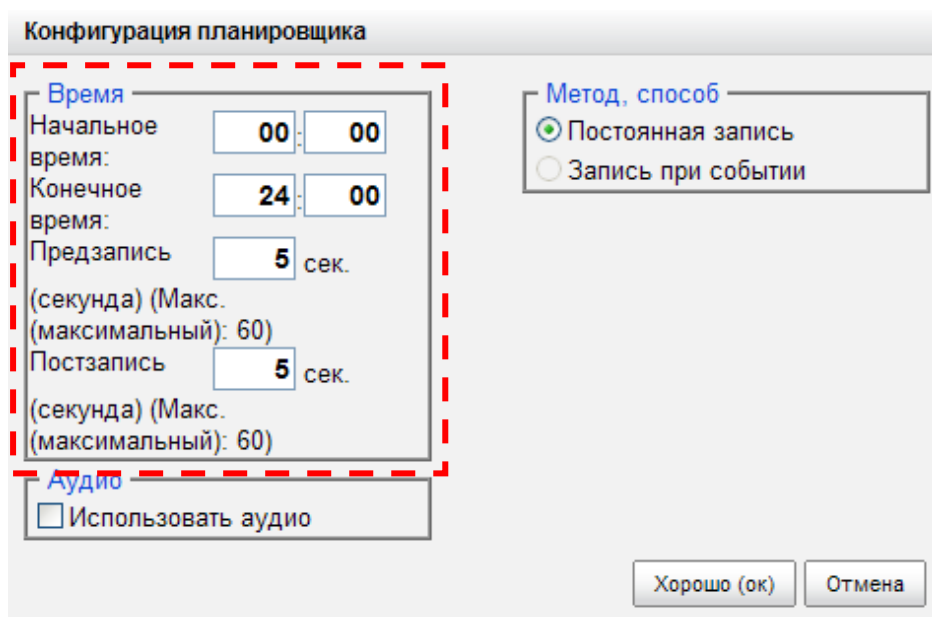 Конфигурация планировщика
Время
Начальное
время:
00 : 00
Конечное
время:
24 : 00
Предзапись
5 сек.
(секунда) (Макс.
(максимальный): 60)
Постзапись
5 сек.
(секунда) (Макс.
(максимальный): 60)
Аудио
Использовать аудио
Метод, способ
Постоянная запись
Запись при событии
Хорошо (ок)
Отмена